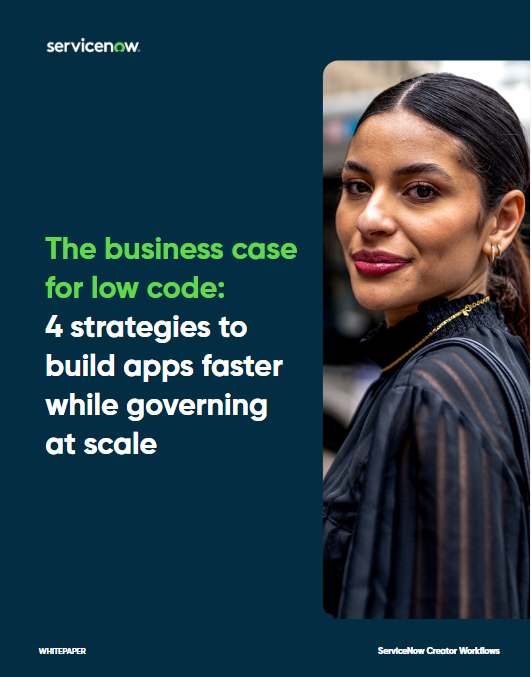 servicenow
The business case
for low code:
4 strategies to
build apps faster
while governing
at scale
WHITEPAPER
ServiceNow Creator Workflows